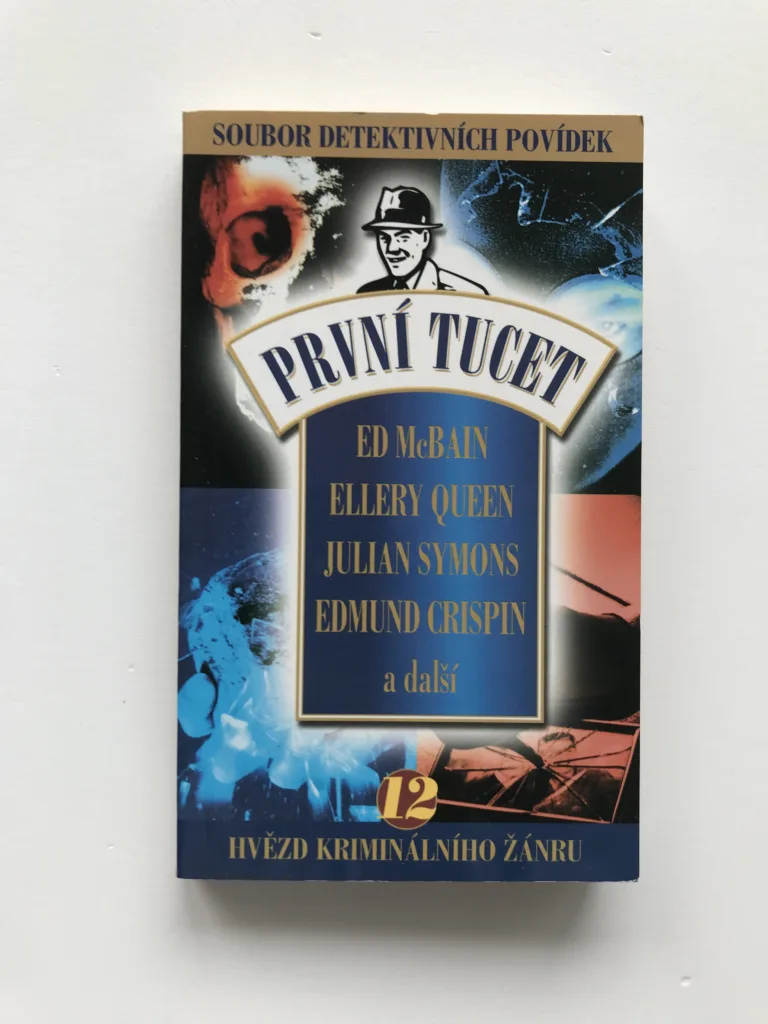 SOUBOR DETEKTIVNÍCH POVÍDEK
PRVNÍ TUCET
ED McBAIN
ELLERY QUEEN
JULIAN SYMONS
EDMUND CRISPIN
a další
12
HVĚZD KRIMINÁLNÍHO ŽÁNRU